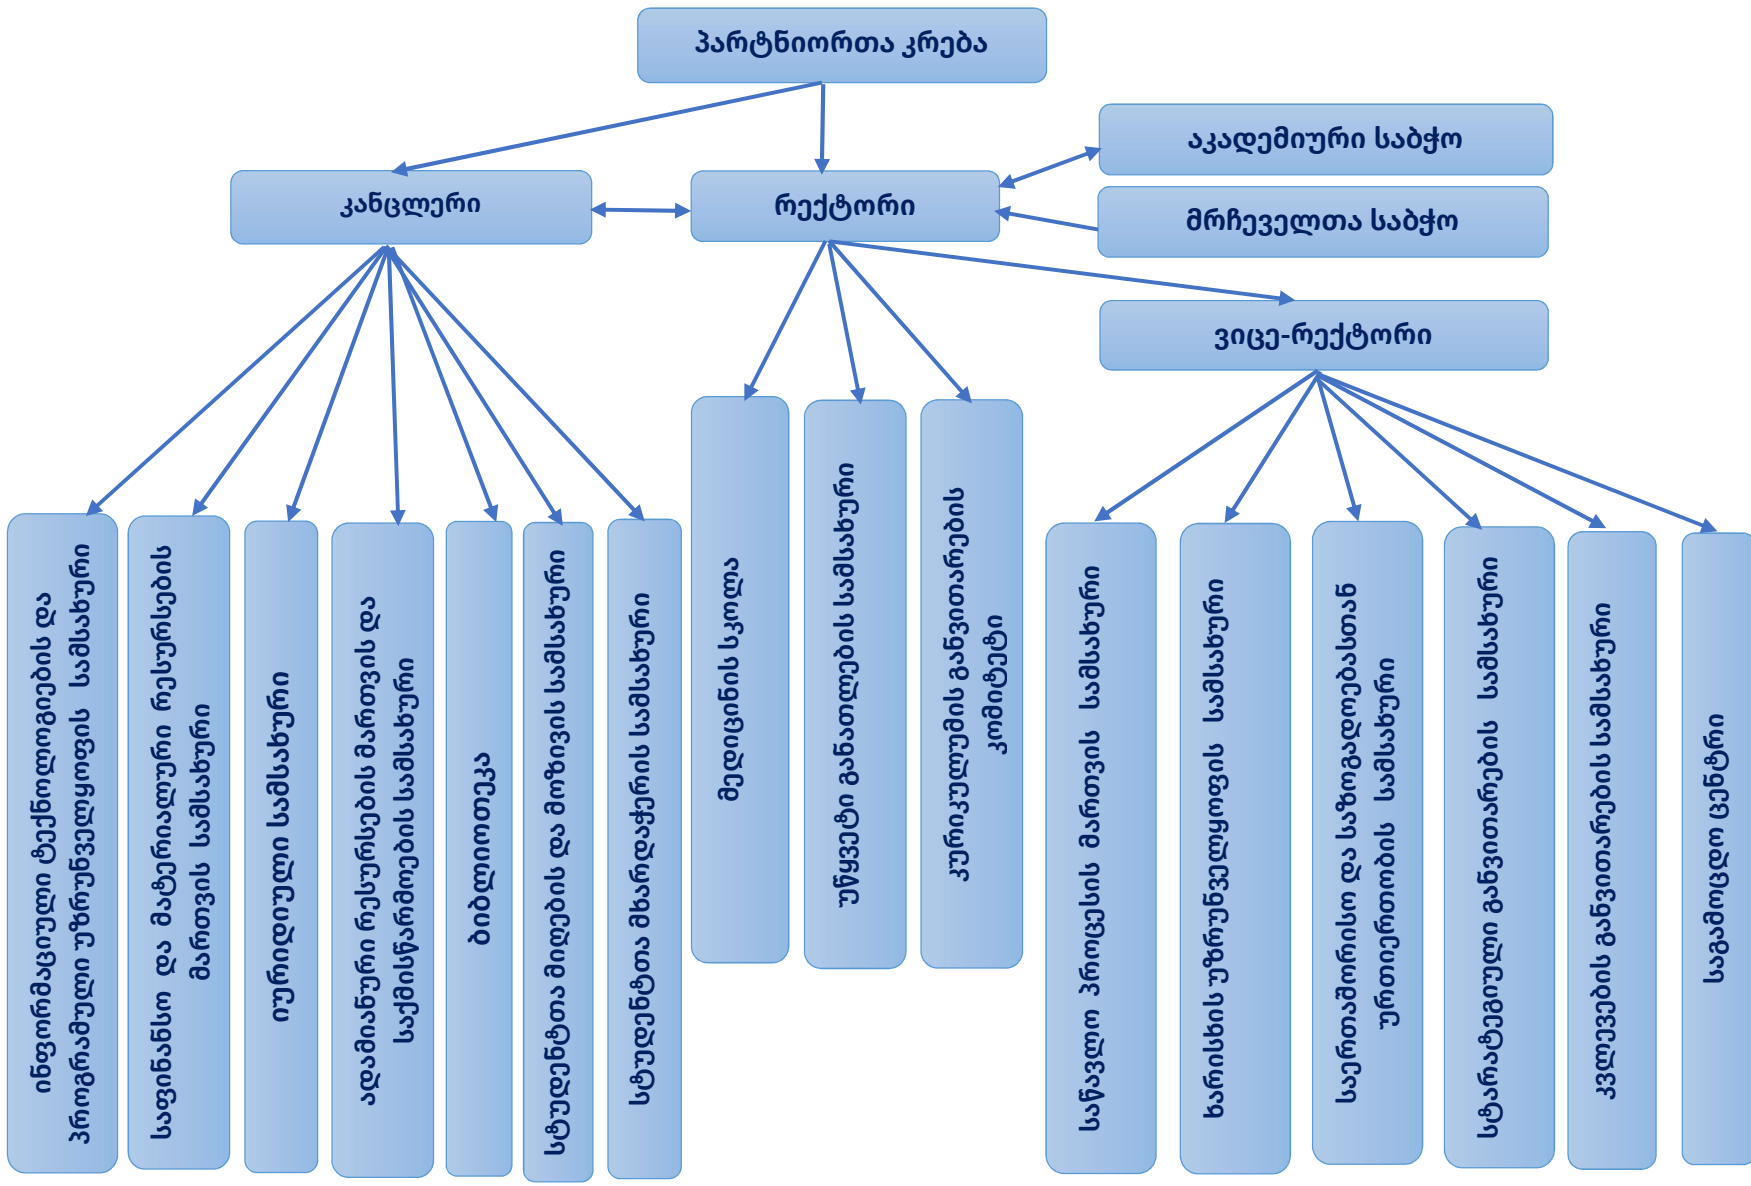 პარტნიორთა კრება
აკადემიური საბჭო
კანცლერი
რექტორი
მრჩეველთა საბჭო
ვიცე-რექტორი
ინფორმაციული ტექნოლოგიების და
პროგრამული უზრუნველყოფის სამსახური
საფინანსო და მატერიალური რესურსების
მართვის სამსახური
იურიდიული სამსახური
ადამიანური რესურსების მართვის და
საქმისწარმოების სამსახური
ბიბლიოთეკა
სტუდენტთა მიღების და მოზივის სამსახური
სტუდენტთა მხარდაჭერის სამსახური
მედიცინის სკოლა
უწყვეტი განათლების სამსახური
კურიკულუმის განვითარების
კომიტეტი
სასწავლო პროცესის მართვის სამსახური
ხარისხის უზრუნველყოფის სამსახური
საერთაშორისო და საზოგადოებასთან
ურთიერთობის სამსახური
სტარატეგიული განვითარების სამსახური
კვლევების განვითარების სამსახური
საგამოცდო ცენტრი